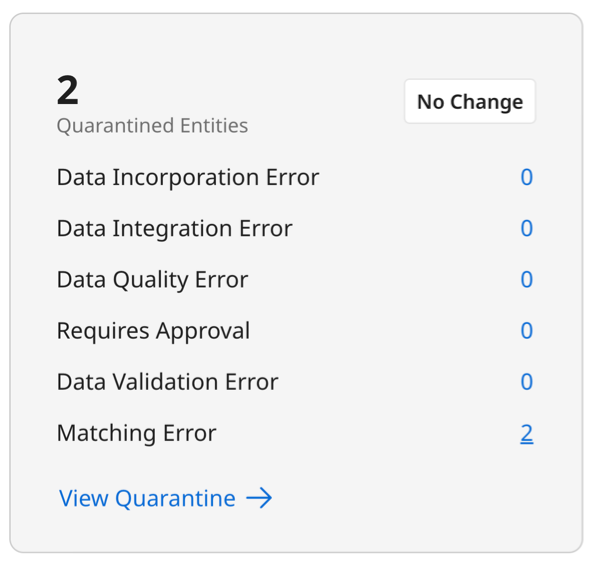 2
No Change
Quarantined Entities
Data Incorporation Error 0
Data Integration Error 0
Data Quality Error 0
Requires Approval 0
Data Validation Error 0
Matching Error 2
View Quarantine →